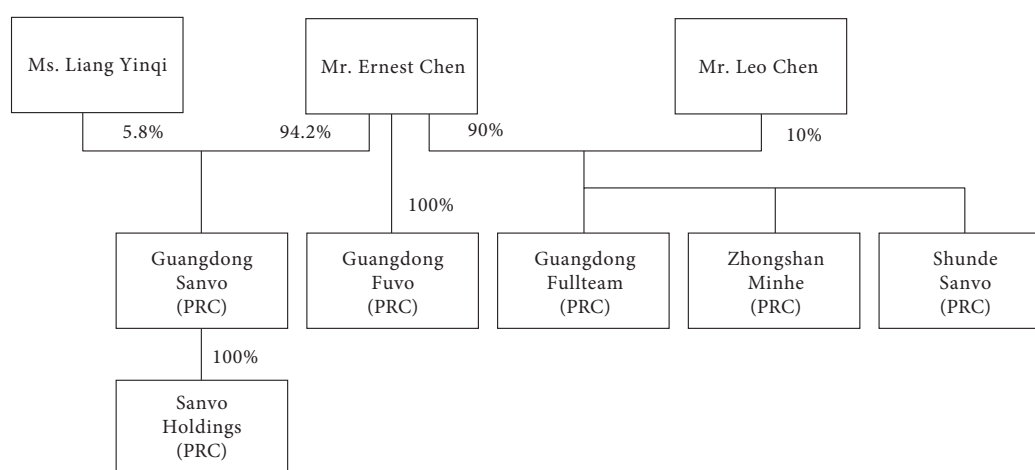 Ms. Liang Yinqi
Mr. Ernest Chen
Mr. Leo Chen
5.8%
94.2%
90%
10%
100%
Guangdong
Sanvo
(PRC)
Guangdong
Fuvo
(PRC)
Guangdong
Fullteam
(PRC)
Zhongshan
Minhe
(PRC)
Shunde
Sanvo
(PRC)
100%
Sanvo
Holdings
(PRC)